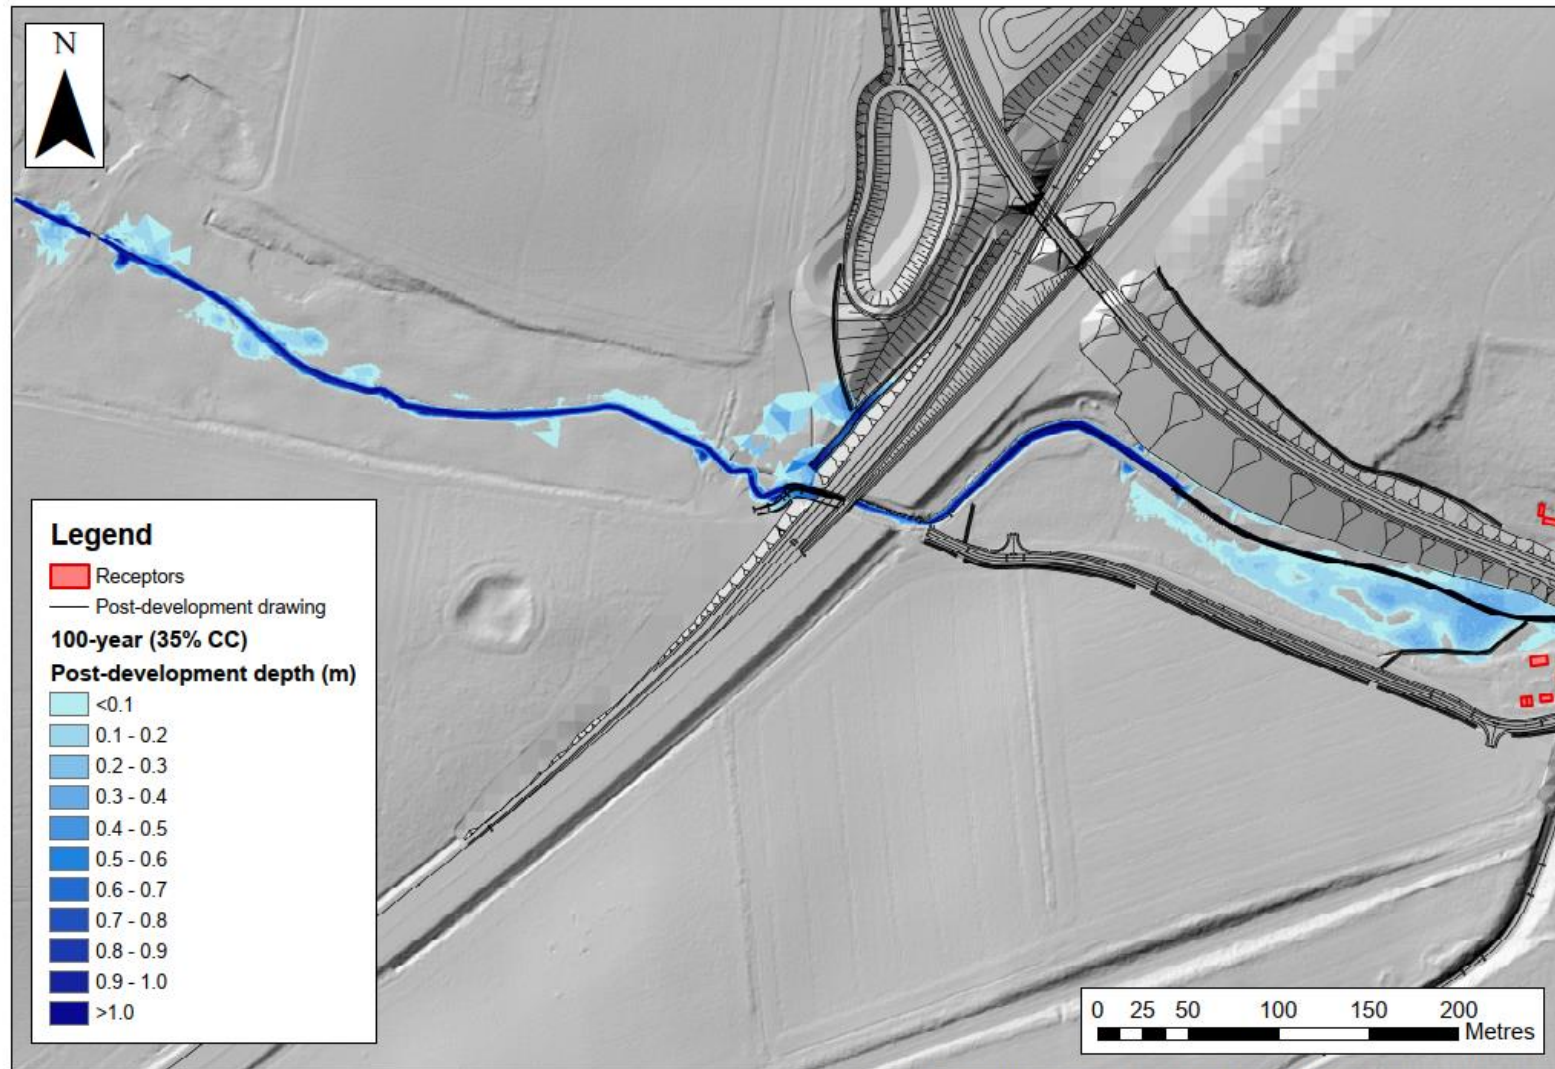 N
Legend
Receptors
Post-development drawing
100-year (35% CC)
Post-development depth (m)
<0.1
0.1 - 0.2
0.2 - 0.3
0.3 - 0.4
0.4 - 0.5
0.5 - 0.6
0.6 - 0.7
0.7 - 0.8
0.8 - 0.9
0.9 - 1.0
>1.0
0 25 50 100 150 200
Metres